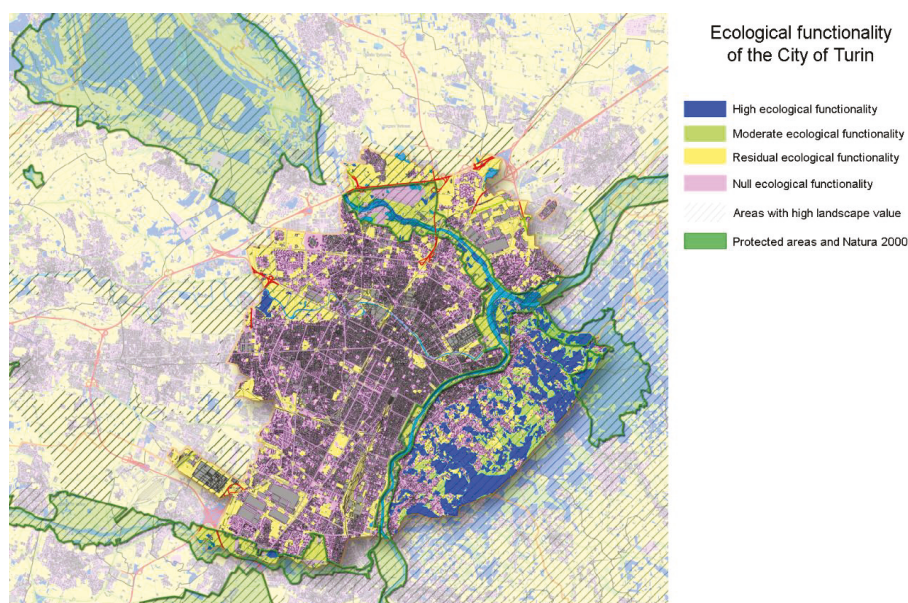 Ecological functionality
of the City of Turin
High ecological functionality
Moderate ecological functionality
Residual ecological functionality
Null ecological functionality
Areas with high landscape value
Protected areas and Natura 2000